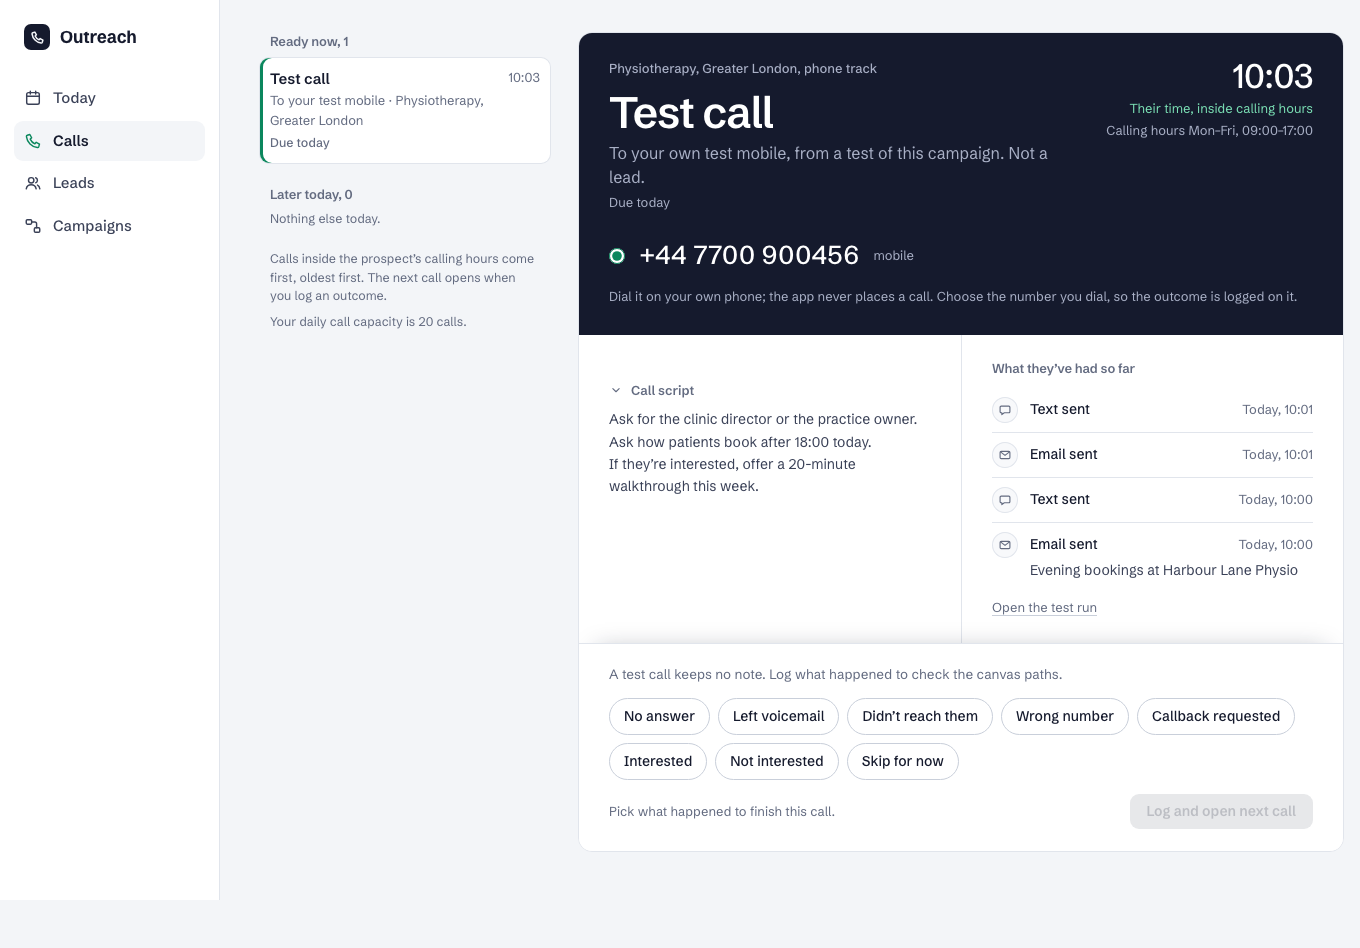 Outreach
Today
Calls
Leads
Campaigns
Ready now, 1
Test call
10:03
To your test mobile · Physiotherapy,
Greater London
Due today
Later today, 0
Nothing else today.
Calls inside the prospect’s calling hours come
first, oldest first. The next call opens when
you log an outcome.
Your daily call capacity is 20 calls.
Physiotherapy, Greater London, phone track
Test call
To your own test mobile, from a test of this campaign. Not a
lead.
Due today
10:03
Their time, inside calling hours
Calling hours Mon–Fri, 09:00–17:00
+44 7700 900456 mobile
Dial it on your own phone; the app never places a call. Choose the number you dial, so the outcome is logged on it.
Call script
Ask for the clinic director or the practice owner.
Ask how patients book after 18:00 today.
If they’re interested, offer a 20-minute
walkthrough this week.
What they’ve had so far
Text sent Today, 10:01
Email sent Today, 10:01
Text sent Today, 10:00
Email sent Today, 10:00
Evening bookings at Harbour Lane Physio
Open the test run
A test call keeps no note. Log what happened to check the canvas paths.
No answer Left voicemail Didn’t reach them Wrong number Callback requested
Interested Not interested Skip for now
Pick what happened to finish this call.
Log and open next call